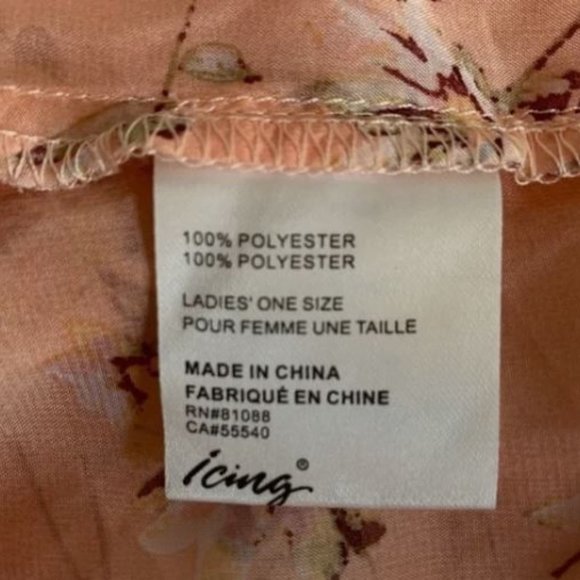 100% POLYESTER
100% POLYESTER
LADIES' ONE SIZE
POUR FEMME UNE TAILLE
MADE IN CHINA
FABRIQUÉ EN CHINE
RN#81088
CA#55540
icing®